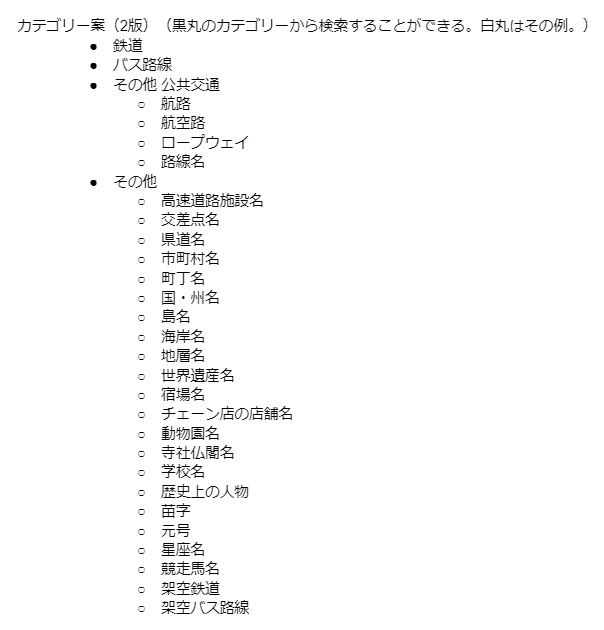 カテゴリー案（2版）（黒丸のカテゴリーから検索することができる。白丸はその例。）
● 鉄道
● バス路線
● その他 公共交通
○ 航路
○ 航空路
○ ロープウェイ
○ 路線名
● その他
○ 高速道路施設名
○ 交差点名
○ 県道名
○ 市町村名
○ 町丁名
○ 国・州名
○ 島名
○ 海岸名
○ 地層名
○ 世界遺産名
○ 宿場名
○ チェーン店の店舗名
○ 動物園名
○ 寺社仏閣名
○ 学校名
○ 歴史上の人物
○ 苗字
○ 元号
○ 星座名
○ 競走馬名
○ 架空鉄道
○ 架空バス路線